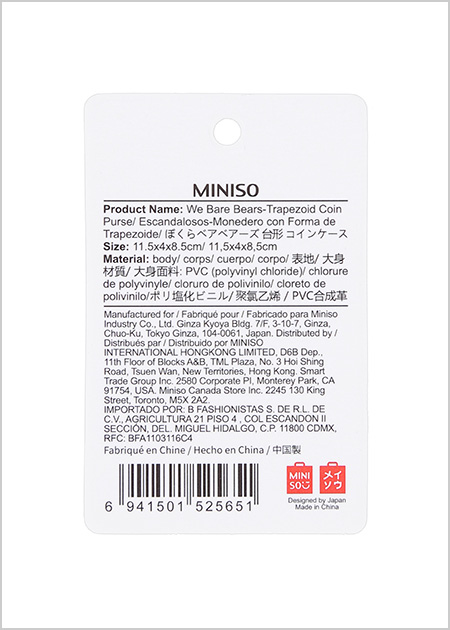 MINISO
Product Name: We Bare Bears-Trapezoid Coin
Purse/ Escandalosos-Monedero con Forma de
Trapezoide/ ぼくらベアベアーズ 台形 コインケース
Size: 11.5x4x8.5cm/ 11,5x4x8,5cm
Material: body/ corps/ cuerpo/ corpo/ 表地/ 大身
材質/ 大身面料: PVC (polyvinyl chloride)/ chlorure
de polyvinyle/ cloruro de polivinilo/ cloreto de
polivinilo/ポリ塩化ビニル/ 聚氯乙烯 / PVC合成革
Manufactured for / Fabriqué pour / Fabricado para Miniso
Industry Co., Ltd. Ginza Kyoya Bldg. 7/F, 3-10-7, Ginza,
Chuo-Ku, Tokyo Ginza, 104-0061, Japan. Distributed by /
Distribués par / Distribuido por MINISO
INTERNATIONAL HONGKONG LIMITED, D6B Dep.,
11th Floor of Blocks A&B, TML Plaza, No. 3 Hoi Shing
Road, Tsuen Wan, New Territories, Hong Kong. Smart
Trade Group Inc. 2580 Corporate Pl, Monterey Park, CA
91754, USA. Miniso Canada Store Inc. 2245 130 King
Street, Toronto, M5X 2A2.
IMPORTADO POR: B FASHIONISTAS S. DE R.L. DE
C.V., AGRICULTURA 21 PISO 4 , COL ESCANDON II
SECCIÓN, DEL. MIGUEL HIDALGO, C.P. 11800 CDMX,
RFC: BFA1103116C4
Fabriqué en Chine / Hecho en China / 中国製
6 941501 525651
MINI
SO
メイ
ソウ
Designed by Japan
Made in China